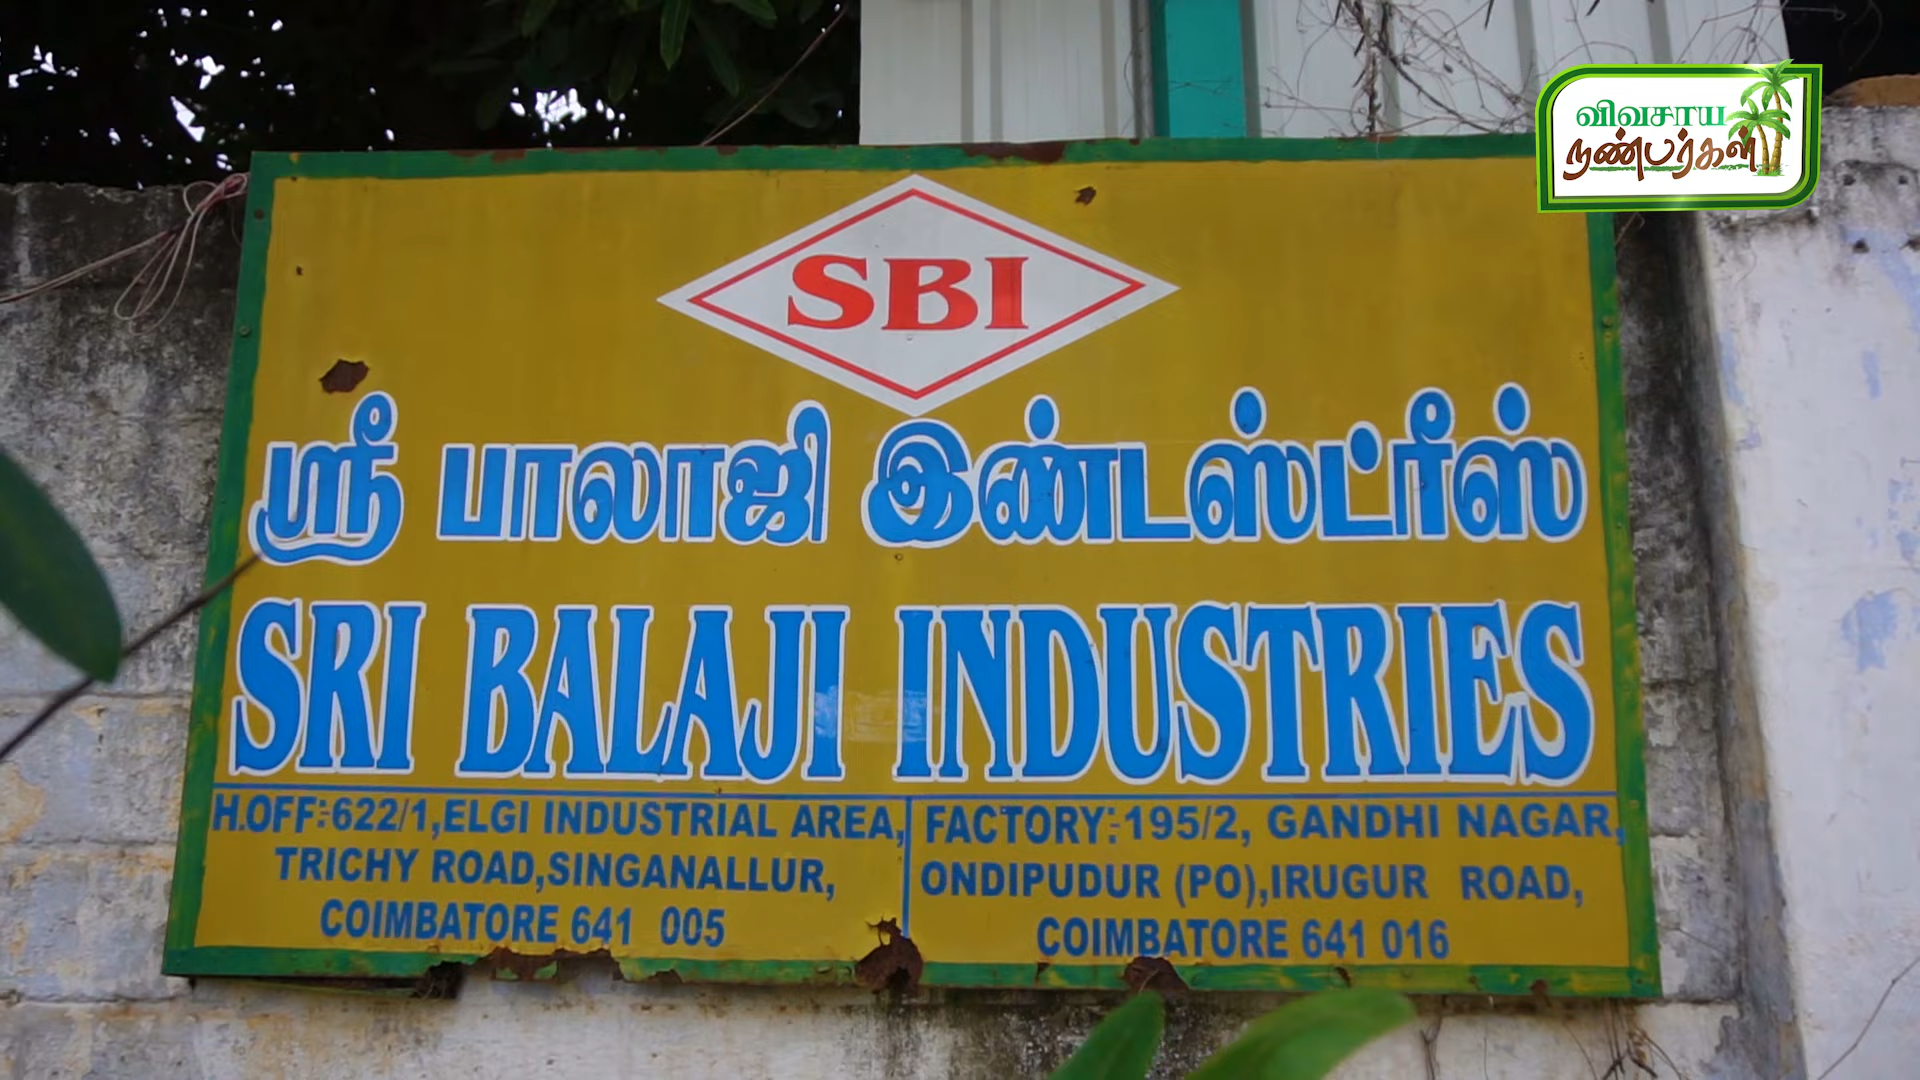 விவசாய
நண்பர்கள்
SBI
ஸ்ரீ பாலாஜி இண்டஸ்ட்ரீஸ்
SRI BALAJI INDUSTRIES
H.OFF:-622/1,ELGI INDUSTRIAL AREA,
TRICHY ROAD,SINGANALLUR,
COIMBATORE 641 005
FACTORY:-195/2, GANDHI NAGAR,
ONDIPUDUR (PO),IRUGUR ROAD,
COIMBATORE 641 016